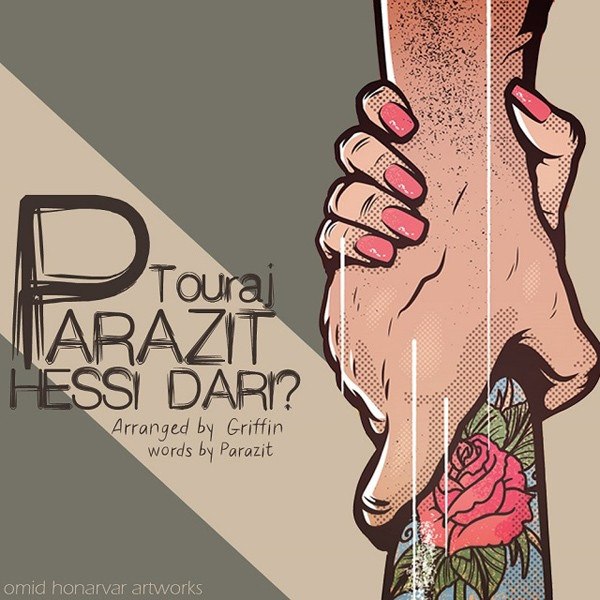 Touraj
PARAZIT
HESSI DARI?
Arranged by Griffin
words by Parazit
omid honarvar artworks